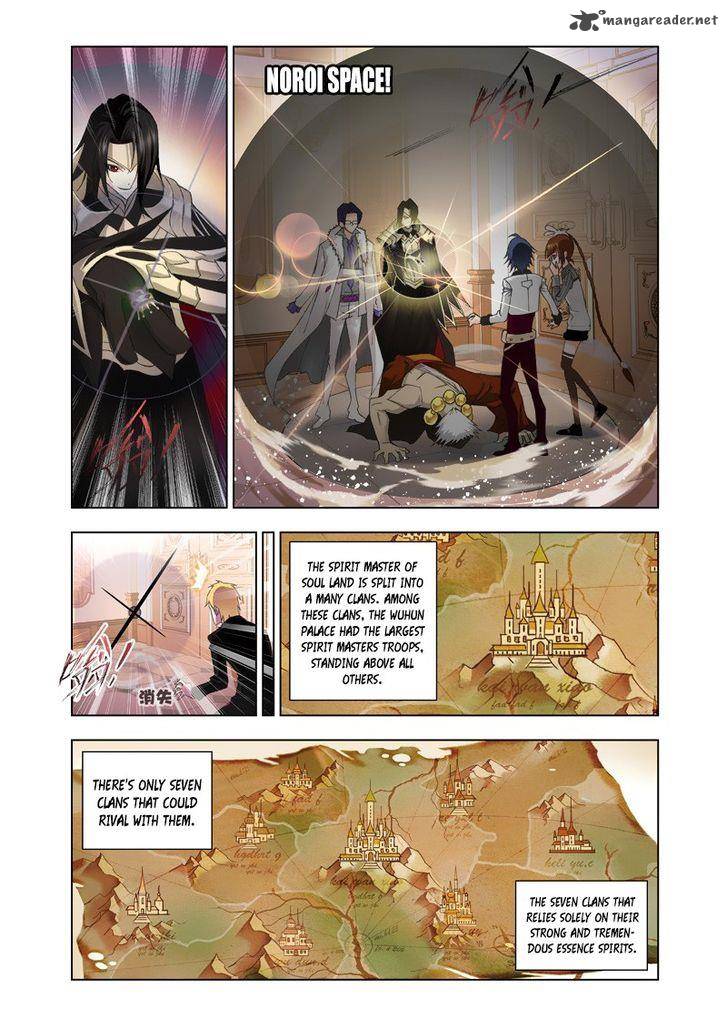 mangareader.net
NOROI SPACE!
消失
THE SPIRIT MASTER OF
SOUL LAND IS SPLIT INTO
A MANY CLANS. AMONG
THESE CLANS, THE WUHUN
PALACE HAD THE LARGEST
SPIRIT MASTERS TROOPS,
STANDING ABOVE ALL
OTHERS.
THERE'S ONLY SEVEN
CLANS THAT COULD
RIVAL WITH THEM.
THE SEVEN CLANS THAT
RELIES SOLELY ON THEIR
STRONG AND TREMEN-
DOUS ESSENCE SPIRITS.